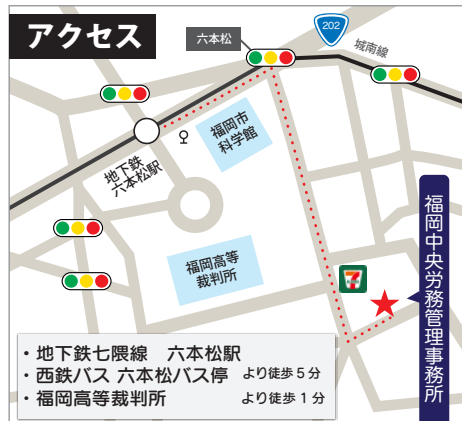 アクセス
六本松
202
城南線
福岡市
科学館
地下鉄
六本松駅
福岡高等
裁判所
7
福岡中央労務管理事務所
・地下鉄七隈線　六本松駅
・西鉄バス 六本松バス停 より徒歩５分
・福岡高等裁判所 より徒歩１分